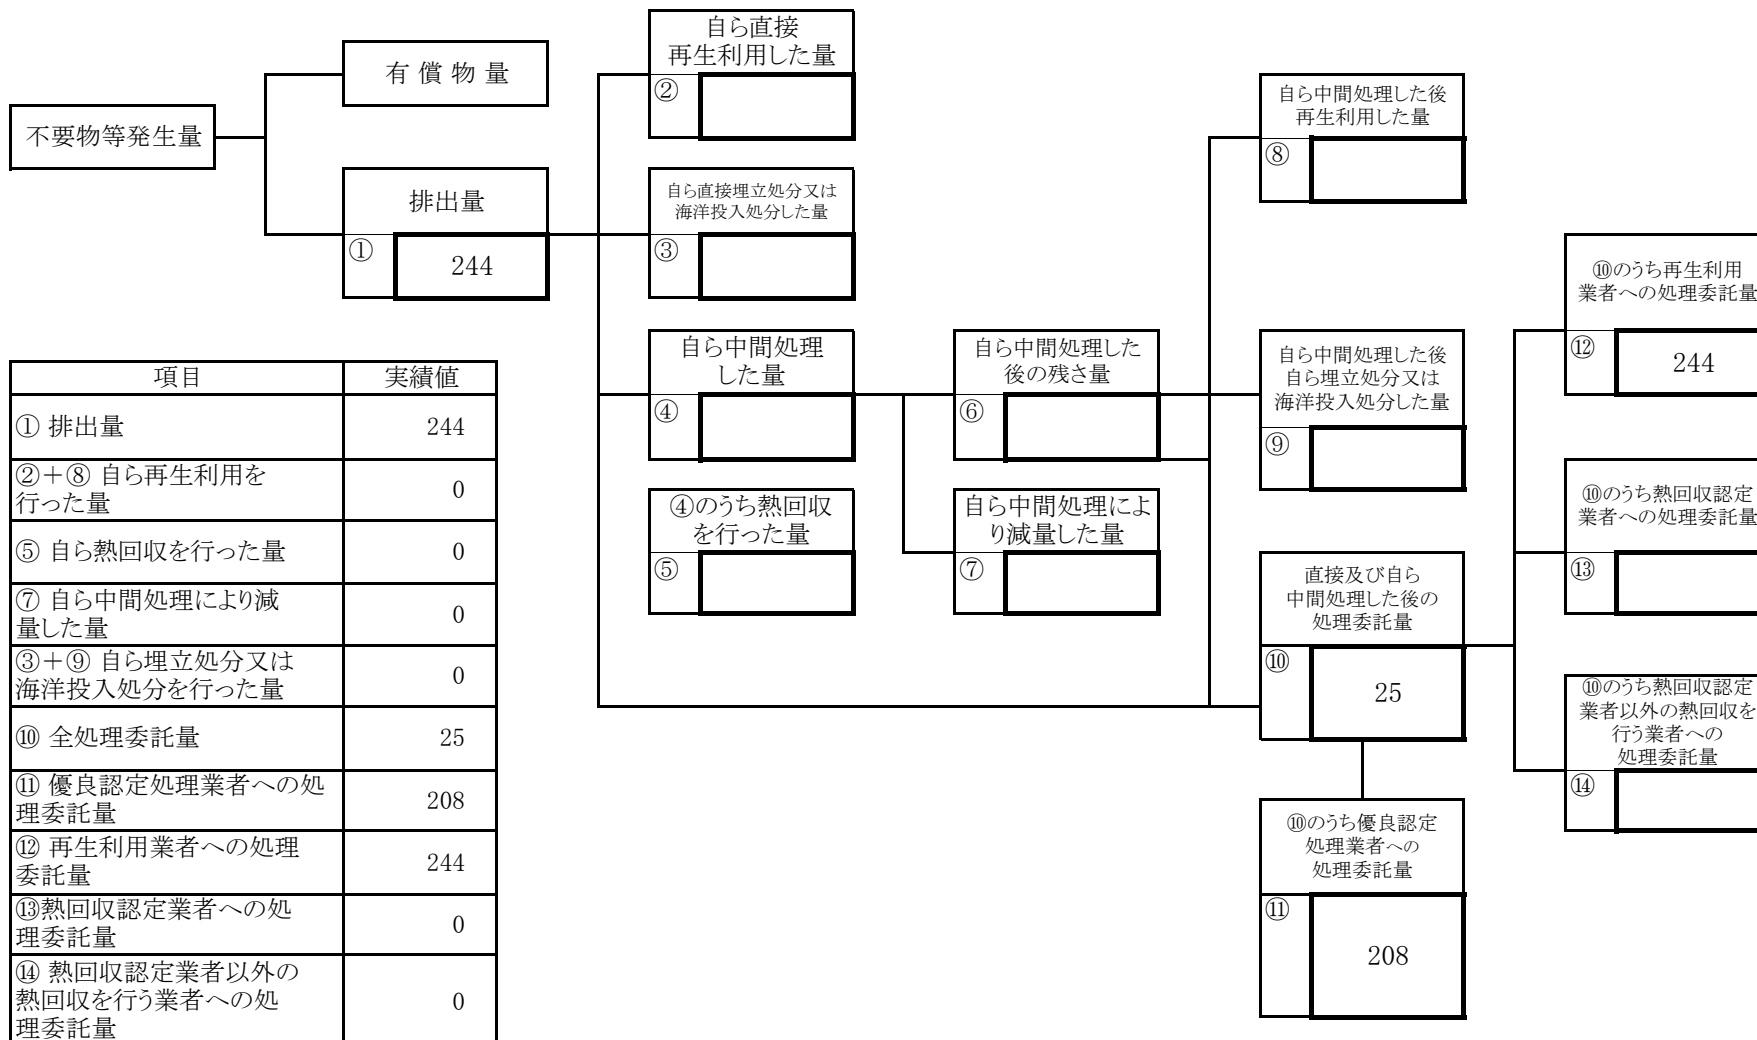 不要物等発生量
有 償 物 量
排出量
①
244
自ら直接
再生利用した量
②
自ら直接埋立処分又は
海洋投入処分した量
③
自ら中間処理
した量
④
④のうち熱回収
を行った量
⑤
自ら中間処理した
後の残さ量
⑥
自ら中間処理によ
り減量した量
⑦
自ら中間処理した後
再生利用した量
⑧
自ら中間処理した後
自ら埋立処分又は
海洋投入処分した量
⑨
直接及び自ら
中間処理した後の
処理委託量
⑩
25
⑩のうち優良認定
処理業者への
処理委託量
⑪
208
⑩のうち再生利用
業者への処理委託量
⑫
244
⑩のうち熱回収認定
業者への処理委託量
⑬
⑩のうち熱回収認定
業者以外の熱回収を
行う業者への
処理委託量
⑭
項目 実績値
① 排出量 244
②+⑧ 自ら再生利用を
行った量 0
⑤ 自ら熱回収を行った量 0
⑦ 自ら中間処理により減
量した量 0
③+⑨ 自ら埋立処分又は
海洋投入処分を行った量 0
⑩ 全処理委託量 25
⑪ 優良認定処理業者への処
理委託量 208
⑫ 再生利用業者への処理
委託量 244
⑬熱回収認定業者への処
理委託量 0
⑭ 熱回収認定業者以外の
熱回収を行う業者への処 0
理委託量